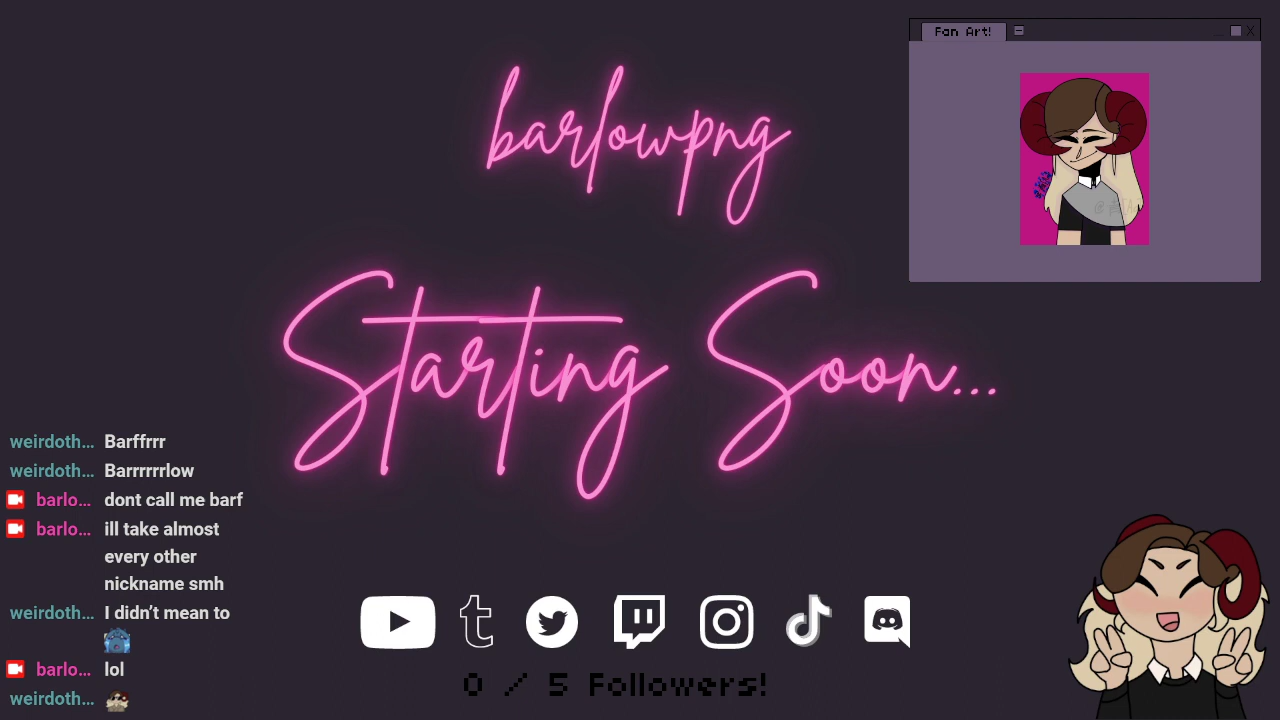 Fan Art!
barlowpng
Starting Soon...
weirdoth... Barffrrr
weirdoth... Barrrrrrlow
barlo... dont call me barf
barlo... ill take almost
every other
nickname smh
weirdoth... I didn't mean to
barlo... lol
weirdoth...
0 / 5 Followers!